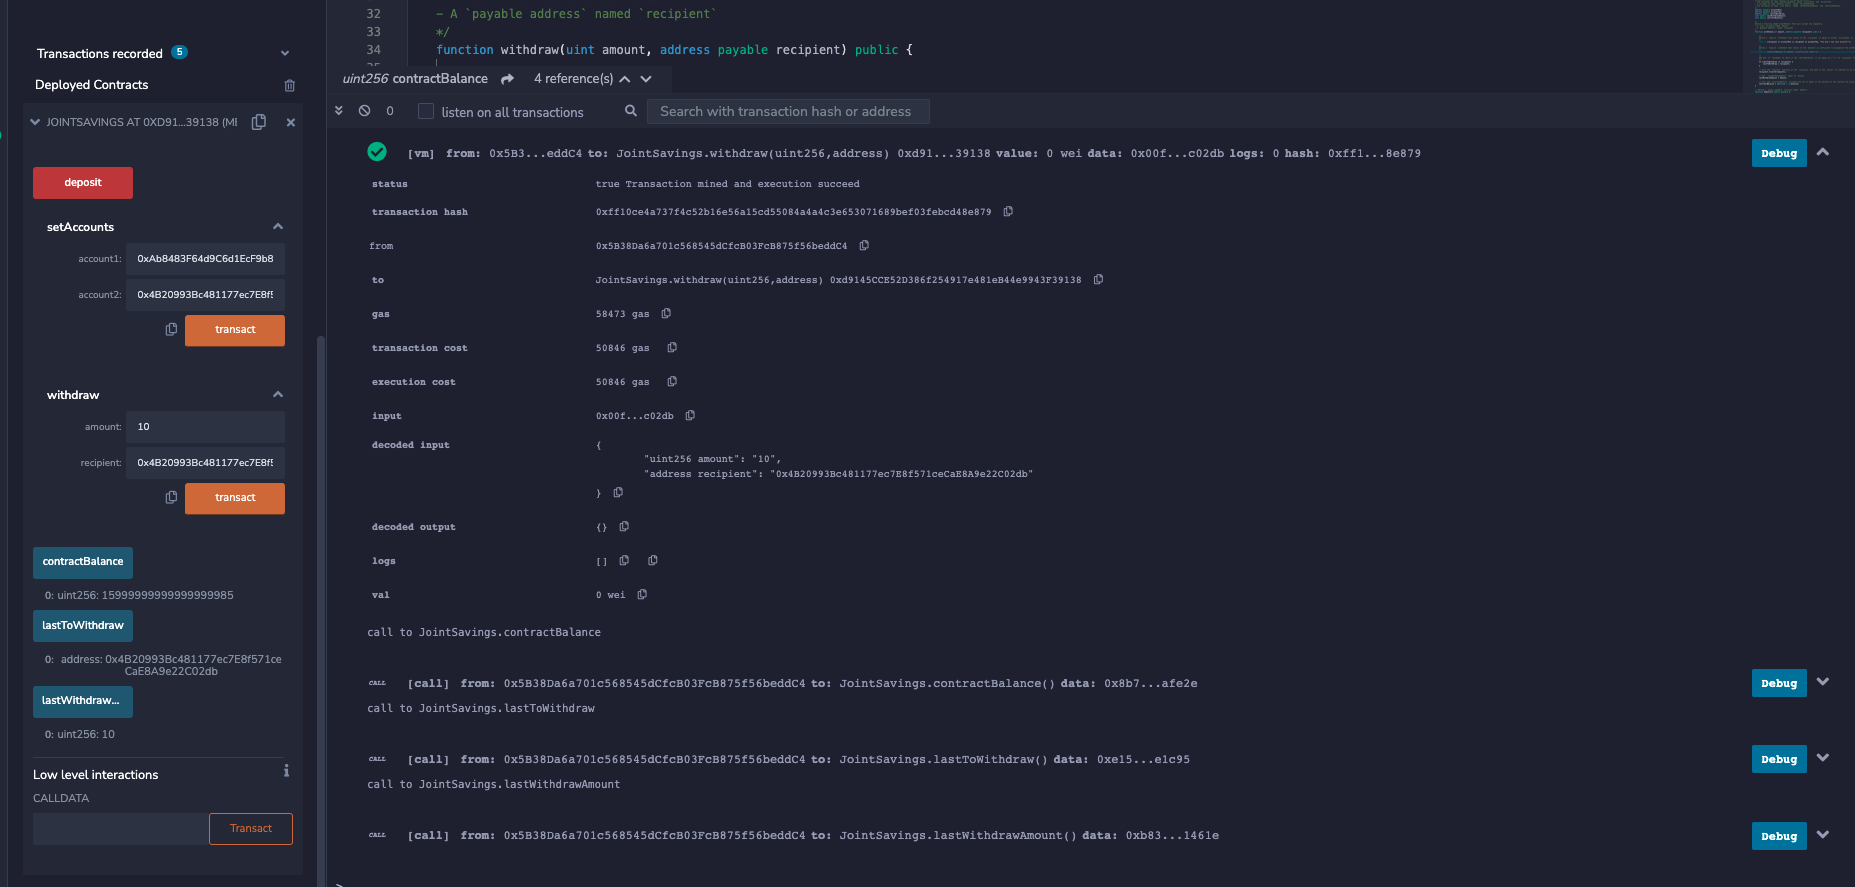 Transactions recorded 5
Deployed Contracts
JOINTSAVINGS AT 0XD91...39138 (ME
deposit
setAccounts
account1: 0xAb8483F64d9C6d1EcF9b8
account2: 0x4B20993Bc481177ec7E8f5
transact
withdraw
amount: 10
recipient: 0x4B20993Bc481177ec7E8f5
transact
contractBalance
0: uint256: 15999999999999999985
lastToWithdraw
0: address: 0x4B20993Bc481177ec7E8f571ce
CaE8A9e22C02db
lastWithdraw...
0: uint256: 10
Low level interactions
i
CALLDATA
Transact
32 - A `payable address` named `recipient`
33 */
34 function withdraw(uint amount, address payable recipient) public {
uint256 contractBalance 4 reference(s)
0 listen on all transactions Search with transaction hash or address
[vm] from: 0x5B3...eddC4 to: JointSavings.withdraw(uint256,address) 0xd91...39138 value: 0 wei data: 0x00f...c02db logs: 0 hash: 0xff1...8e879 Debug
status true Transaction mined and execution succeed
transaction hash 0xff10ce4a737f4c52b16e56a15cd55084a4a4c3e653071689bef03febcd48e879
from 0x5B38Da6a701c568545dCfcB03FcB875f56beddC4
to JointSavings.withdraw(uint256,address) 0xd9145CCE52D386f254917e481eB44e9943F39138
gas 58473 gas
transaction cost 50846 gas
execution cost 50846 gas
input 0x00f...c02db
decoded input {
"uint256 amount": "10",
"address recipient": "0x4B20993Bc481177ec7E8f571ceCaE8A9e22C02db"
}
decoded output {}
logs []
val 0 wei
call to JointSavings.contractBalance
CALL [call] from: 0x5B38Da6a701c568545dCfcB03FcB875f56beddC4 to: JointSavings.contractBalance() data: 0x8b7...afe2e Debug
call to JointSavings.lastToWithdraw
CALL [call] from: 0x5B38Da6a701c568545dCfcB03FcB875f56beddC4 to: JointSavings.lastToWithdraw() data: 0xe15...e1c95 Debug
call to JointSavings.lastWithdrawAmount
CALL [call] from: 0x5B38Da6a701c568545dCfcB03FcB875f56beddC4 to: JointSavings.lastWithdrawAmount() data: 0xb83...1461e Debug